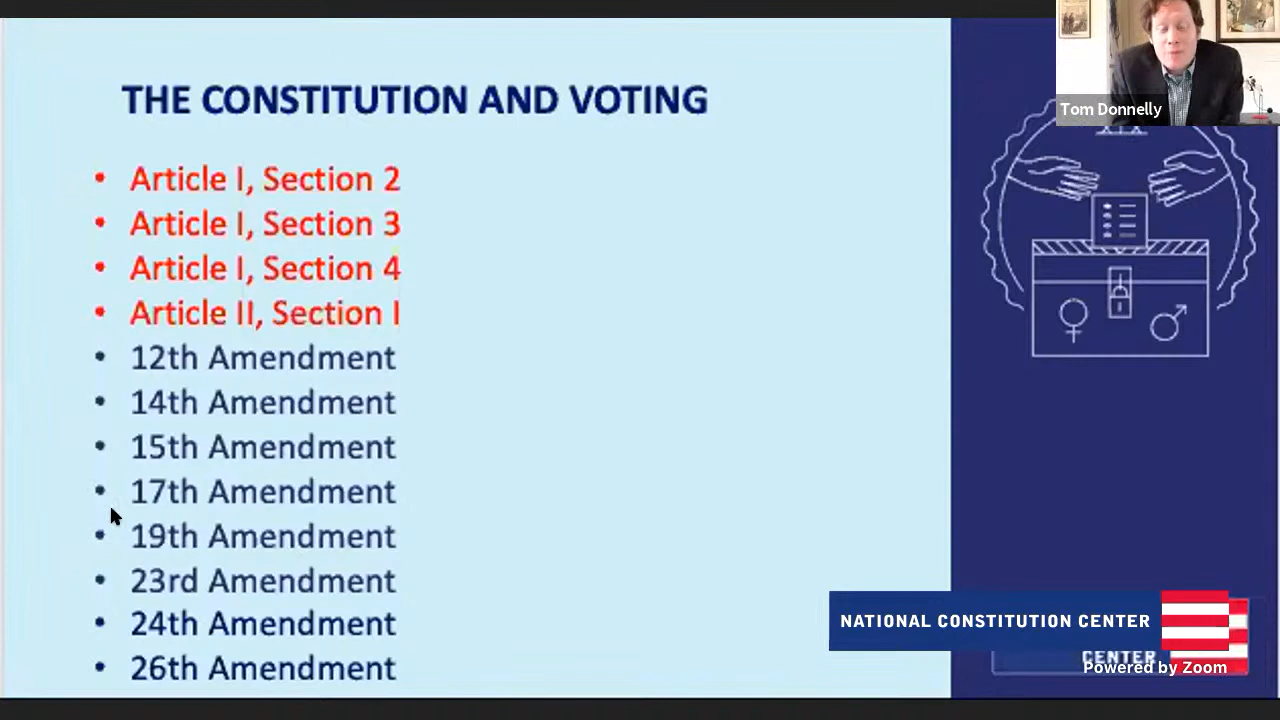 THE CONSTITUTION AND VOTING
• Article I, Section 2
• Article I, Section 3
• Article I, Section 4
• Article II, Section I
• 12th Amendment
• 14th Amendment
• 15th Amendment
• 17th Amendment
• 19th Amendment
• 23rd Amendment
• 24th Amendment
• 26th Amendment
Tom Donnelly
XIX
NATIONAL CONSTITUTION CENTER
CENTER
Powered by Zoom